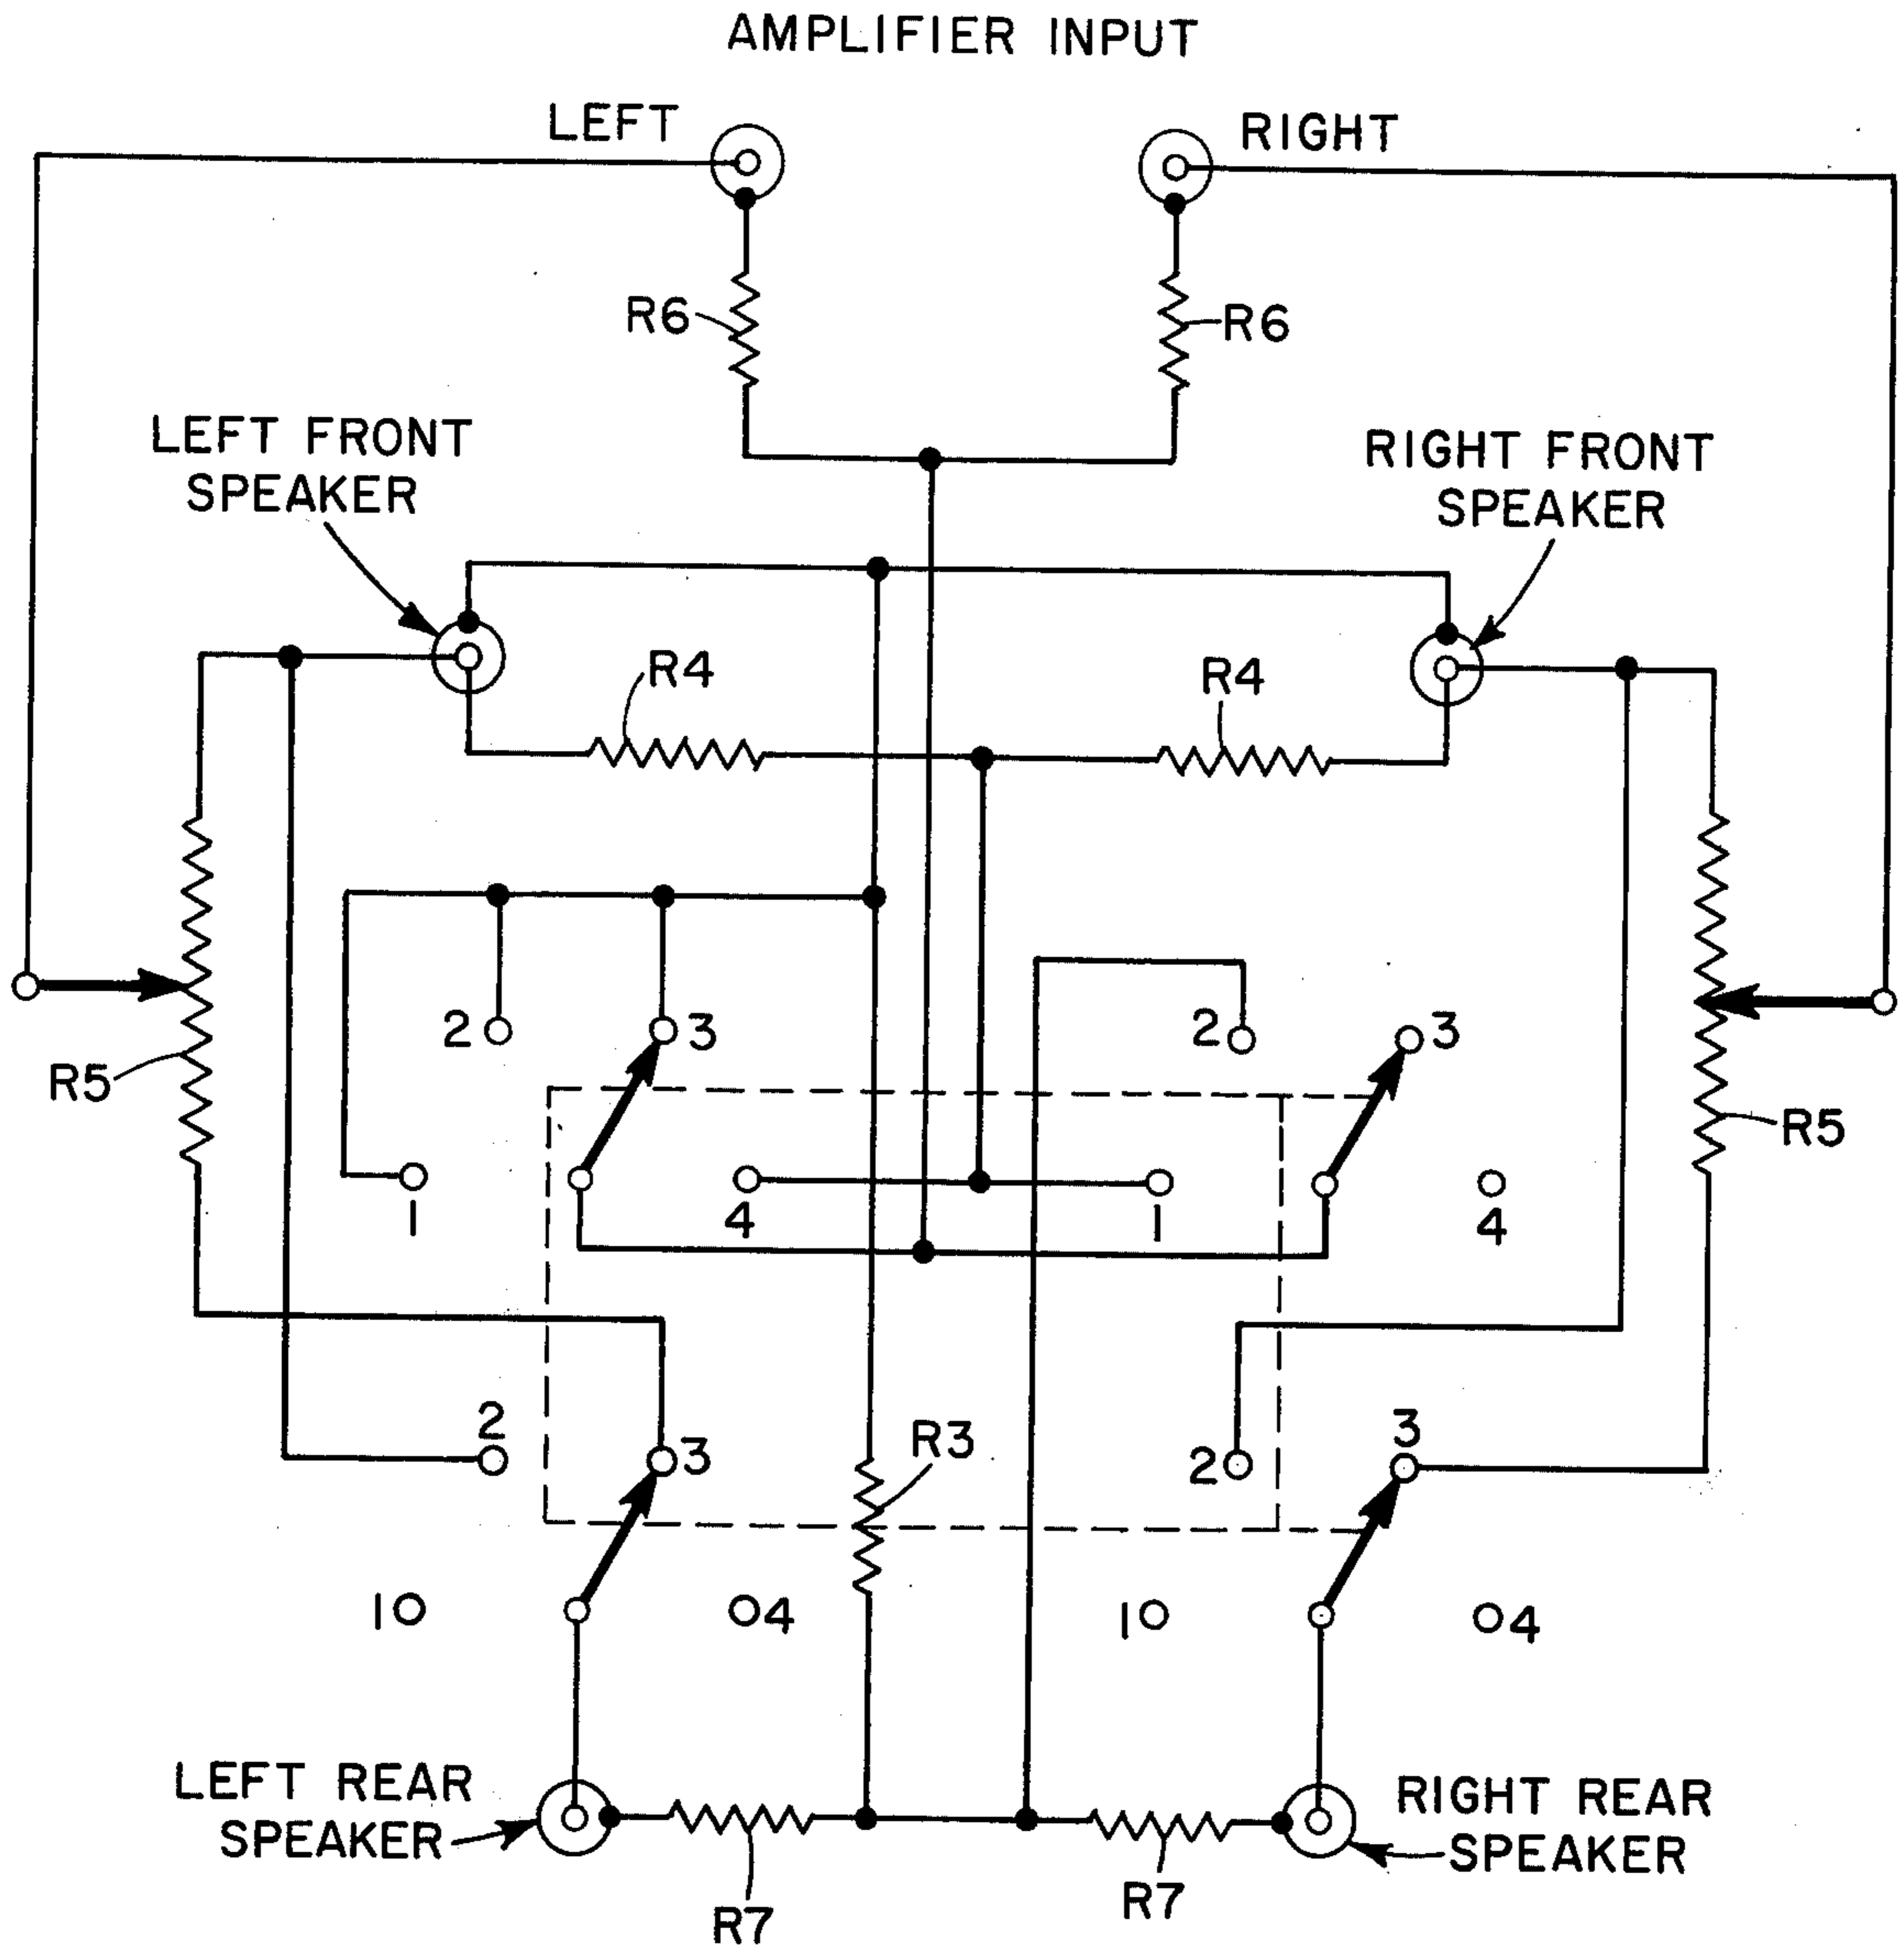 AMPLIFIER INPUT
LEFT
RIGHT
R6
R6
LEFT FRONT
SPEAKER
RIGHT FRONT
SPEAKER
R4
R4
2
3
2
3
R5
R5
1
4
1
4
2
3
R3
2
3
1
4
1
4
LEFT REAR
SPEAKER
RIGHT REAR
SPEAKER
R7
R7